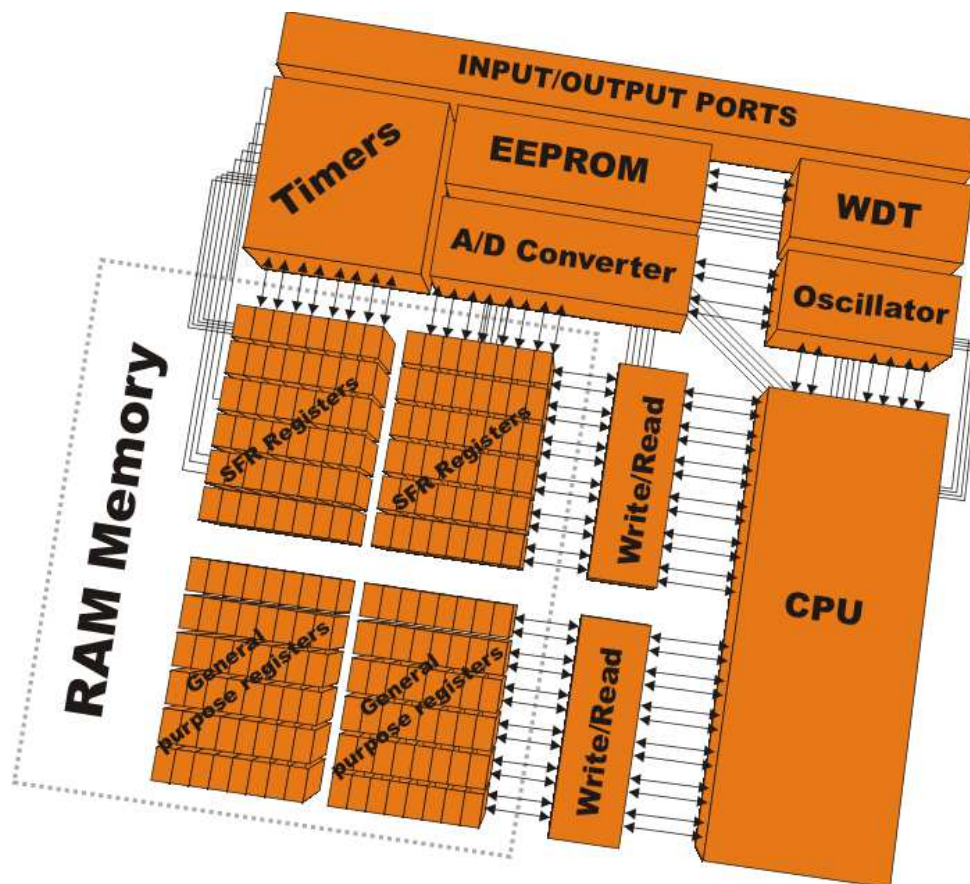 INPUT/OUTPUT PORTS
Timers
EEPROM
WDT
A/D Converter
Oscillator
RAM Memory
SFR Registers
SFR Registers
Write/Read
CPU
General
purpose registers
General
purpose registers
Write/Read